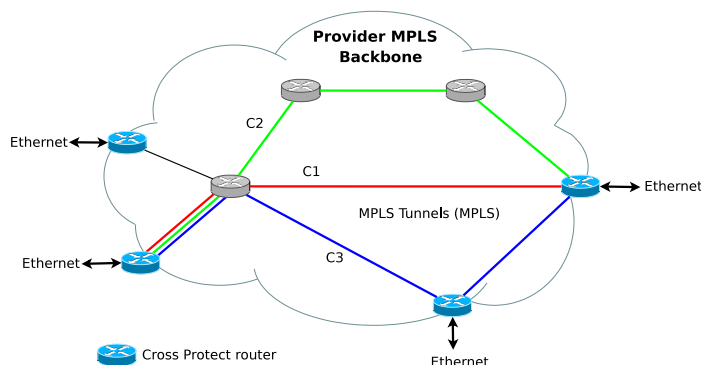 Provider MPLS
Backbone
C2
Ethernet
C1
Ethernet
MPLS Tunnels (MPLS)
C3
Ethernet
Cross Protect router
Ethernet